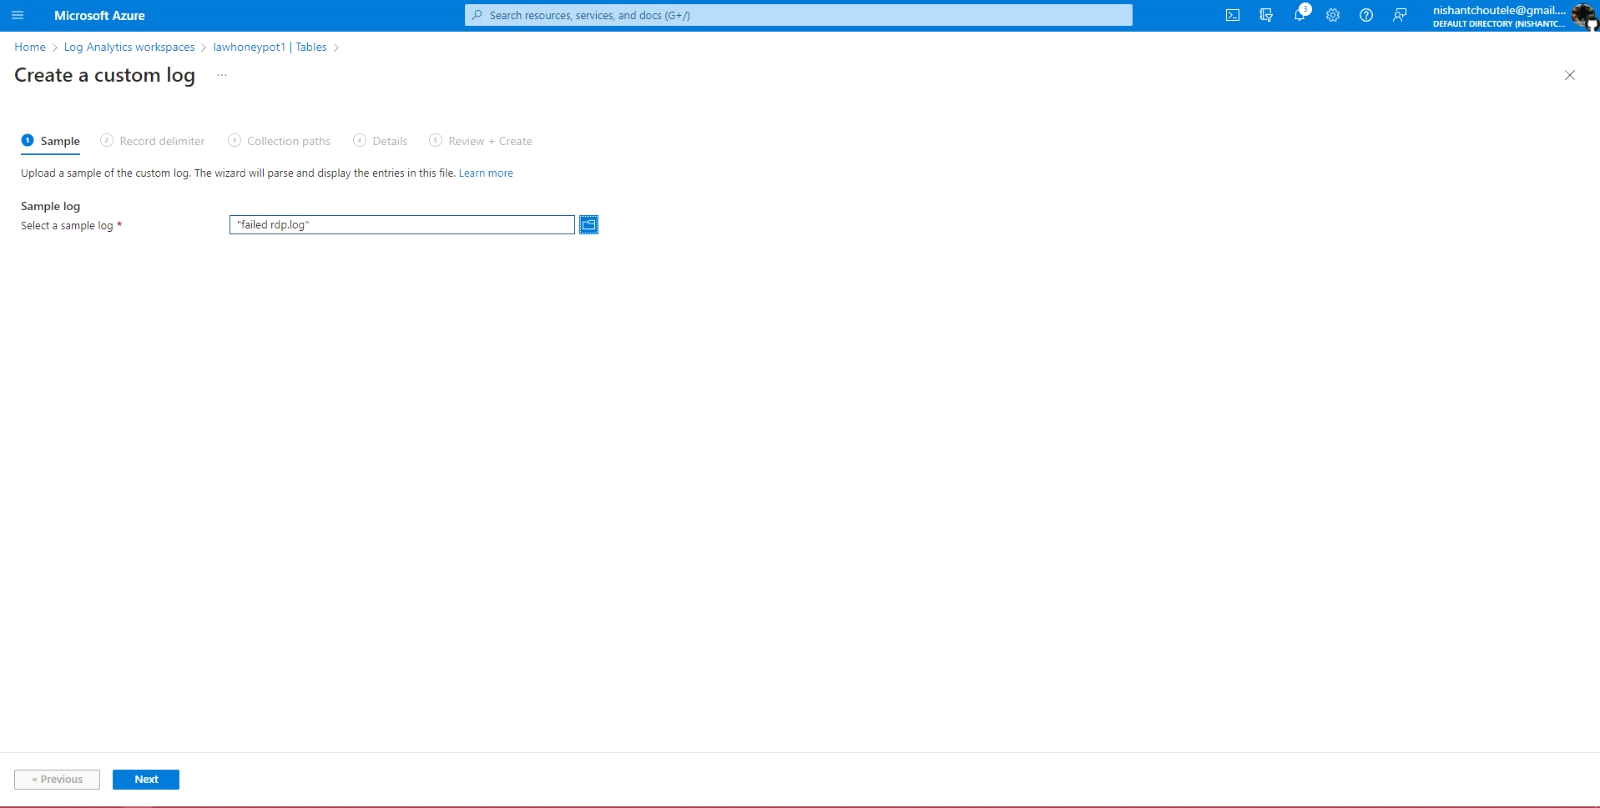 Microsoft Azure
Search resources, services, and docs (G+/)
3
nishantchoutele@gmail....
DEFAULT DIRECTORY (NISHANTC...
Home > Log Analytics workspaces > lawhoneypot1 | Tables >
Create a custom log ...
1 Sample 2 Record delimiter 3 Collection paths 4 Details 5 Review + Create
Upload a sample of the custom log. The wizard will parse and display the entries in this file. Learn more
Sample log
Select a sample log * "failed rdp.log"
« Previous Next